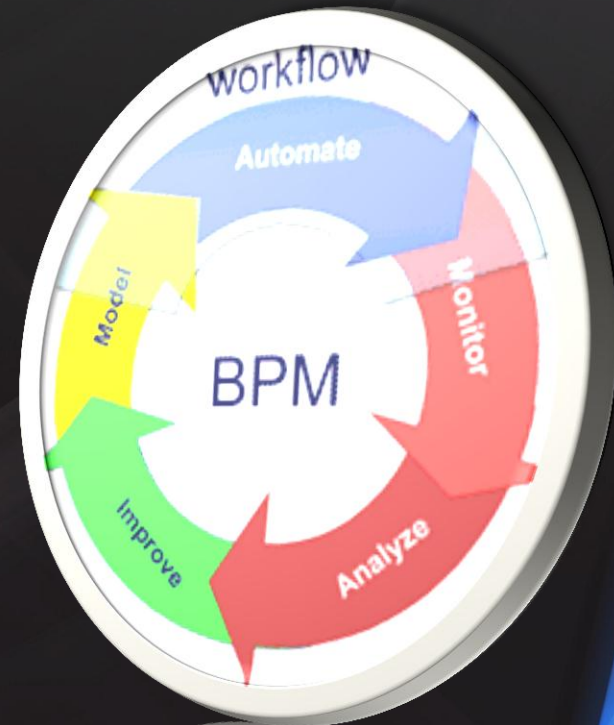 workflow
Automate
Monitor
Analyze
Improve
Model
BPM